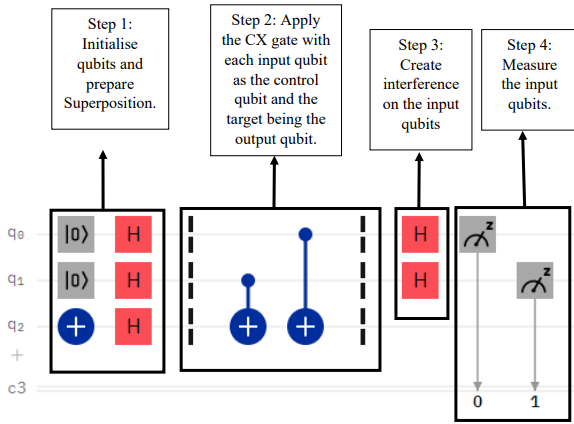 Step 1:
Initialise
qubits and
prepare
Superposition.
Step 2: Apply
the CX gate with
each input qubit
as the control
qubit and the
target being the
output qubit.
Step 3:
Create
interference
on the input
qubits
Step 4:
Measure
the input
qubits.
q0 |0⟩ H H z
q1 |0⟩ H H z
q2 + H + +
+
c3 0 1